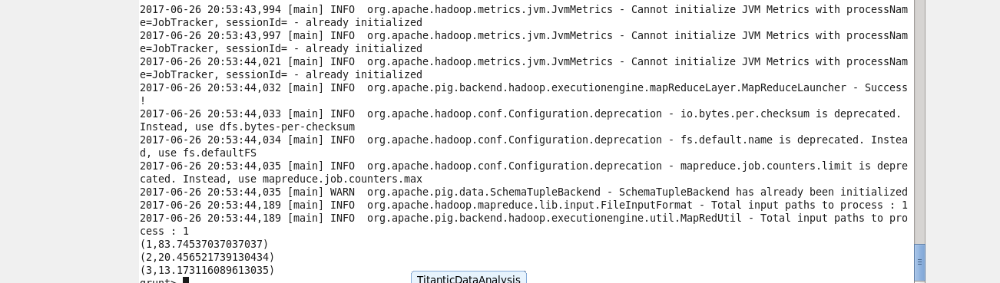 2017-06-26 20:53:43,994 [main] INFO  org.apache.hadoop.metrics.jvm.JvmMetrics - Cannot initialize JVM Metrics with processNam
e=JobTracker, sessionId= - already initialized
2017-06-26 20:53:43,997 [main] INFO  org.apache.hadoop.metrics.jvm.JvmMetrics - Cannot initialize JVM Metrics with processNam
e=JobTracker, sessionId= - already initialized
2017-06-26 20:53:44,021 [main] INFO  org.apache.hadoop.metrics.jvm.JvmMetrics - Cannot initialize JVM Metrics with processNam
e=JobTracker, sessionId= - already initialized
2017-06-26 20:53:44,032 [main] INFO  org.apache.pig.backend.hadoop.executionengine.mapReduceLayer.MapReduceLauncher - Success
!
2017-06-26 20:53:44,033 [main] INFO  org.apache.hadoop.conf.Configuration.deprecation - io.bytes.per.checksum is deprecated.
Instead, use dfs.bytes-per-checksum
2017-06-26 20:53:44,034 [main] INFO  org.apache.hadoop.conf.Configuration.deprecation - fs.default.name is deprecated. Instea
d, use fs.defaultFS
2017-06-26 20:53:44,035 [main] INFO  org.apache.hadoop.conf.Configuration.deprecation - mapreduce.job.counters.limit is depre
cated. Instead, use mapreduce.job.counters.max
2017-06-26 20:53:44,035 [main] WARN  org.apache.pig.data.SchemaTupleBackend - SchemaTupleBackend has already been initialized
2017-06-26 20:53:44,189 [main] INFO  org.apache.hadoop.mapreduce.lib.input.FileInputFormat - Total input paths to process : 1
2017-06-26 20:53:44,189 [main] INFO  org.apache.pig.backend.hadoop.executionengine.util.MapRedUtil - Total input paths to pro
cess : 1
(1,83.74537037037037)
(2,20.456521739130434)
(3,13.173116089613035)
grunt>
TitanticDataAnalysis